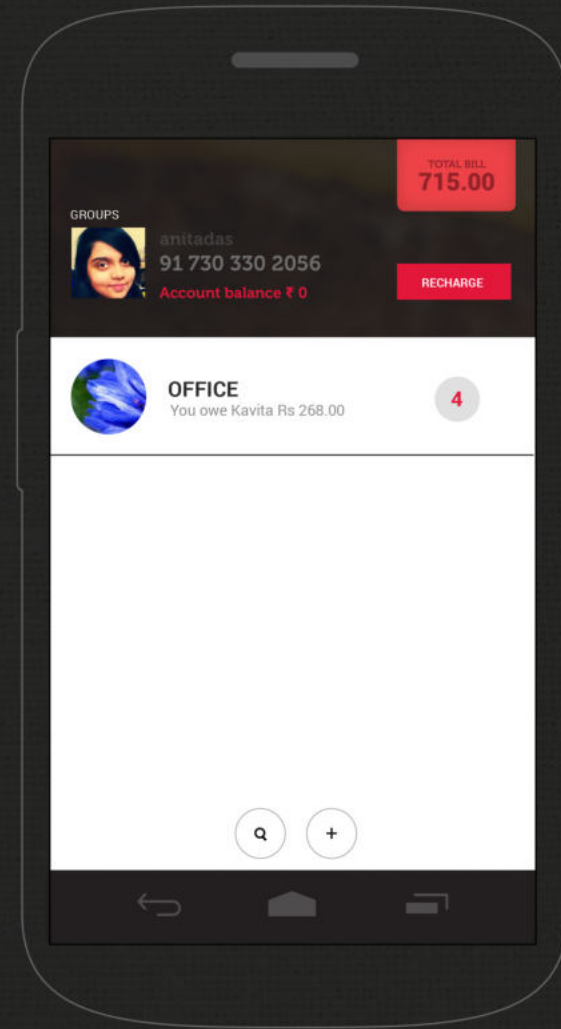 TOTAL BILL
715.00
GROUPS
anitadas
91 730 330 2056
Account balance ₹ 0
RECHARGE
OFFICE
You owe Kavita Rs 268.00
4